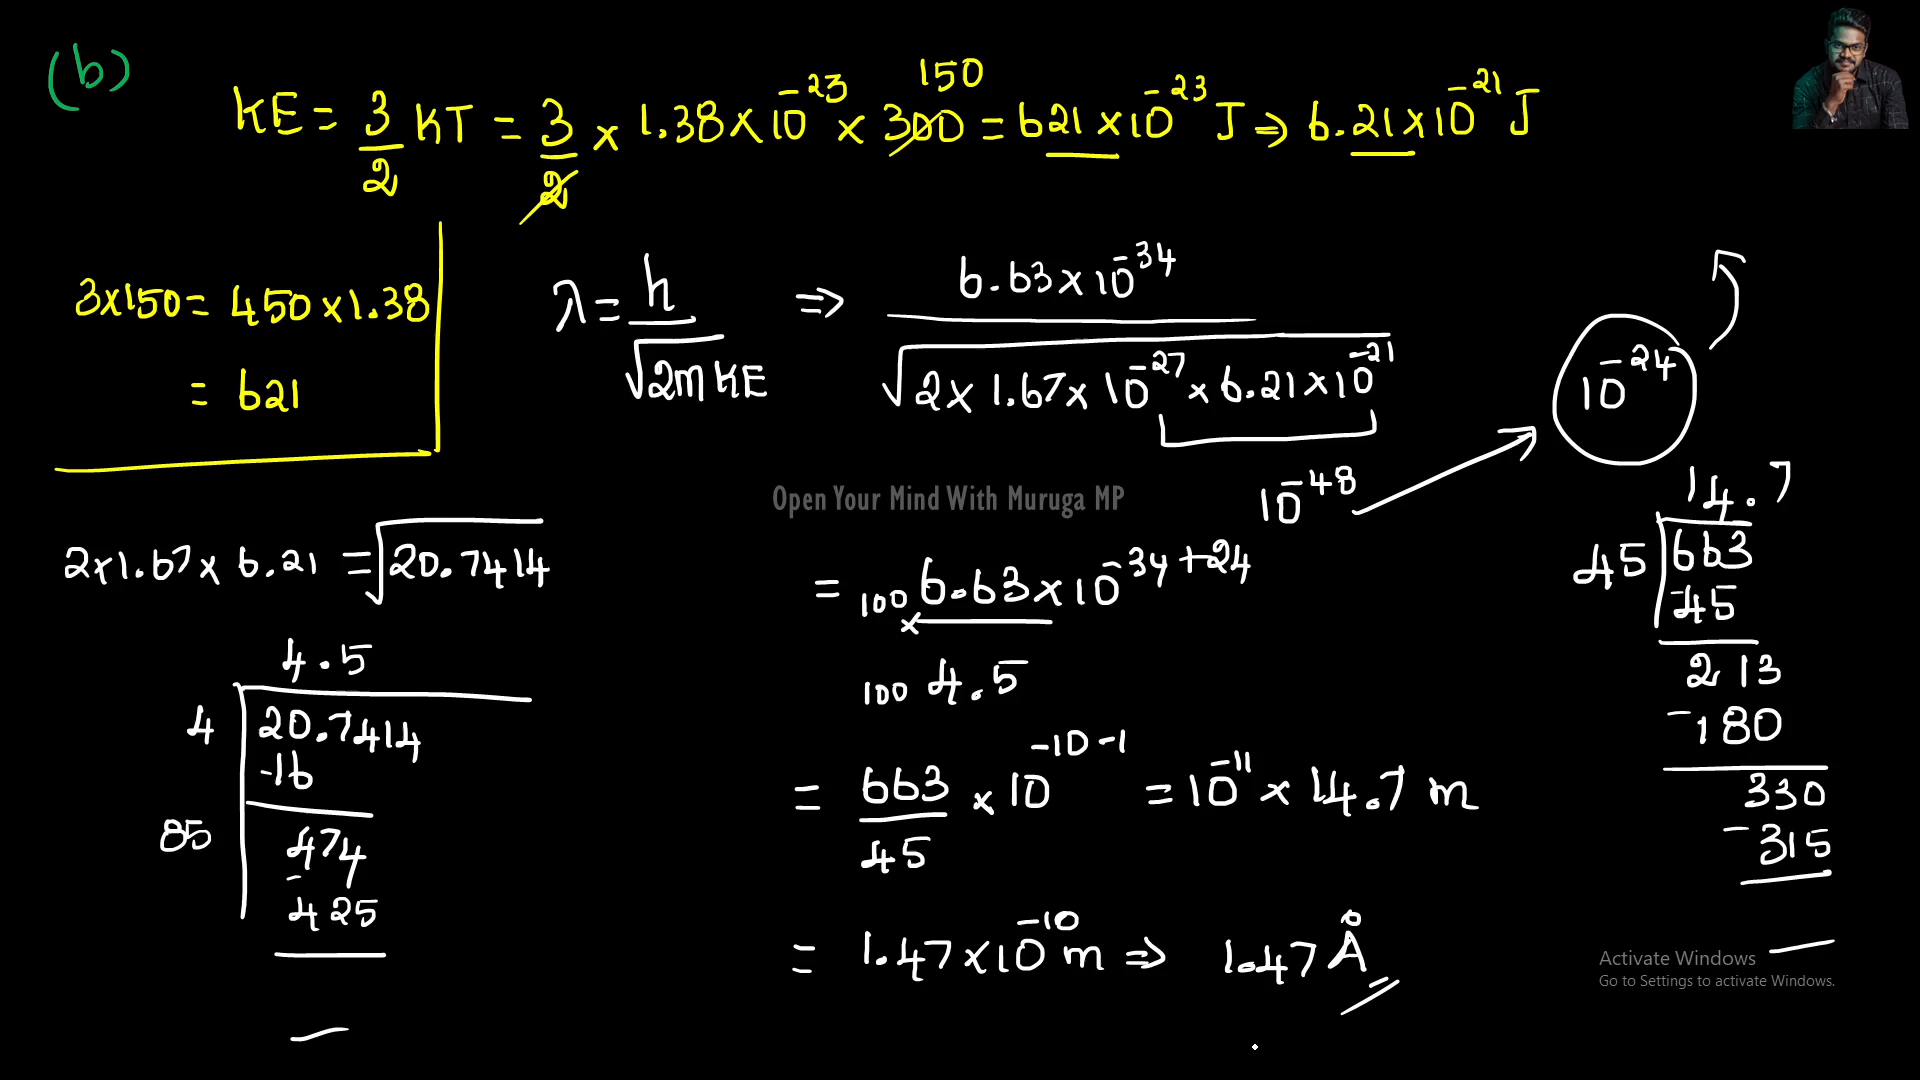 (b)
KE = 3/2 KT = 3/2 × 1.38×10⁻²³ × 300 150 = 621×10⁻²³ J ⇒ 6.21×10⁻²¹ J
3×150 = 450×1.38
= 621
λ = h/√2m KE ⇒ 6.63×10⁻³⁴/√2×1.67×10⁻²⁷×6.21×10⁻²¹
10⁻⁴⁸
10⁻²⁴
Open Your Mind With Muruga MP
2×1.67×6.21 = √20.7414
= 100 × 6.63×10⁻³⁴⁺²⁴
100 4.5
14.7
45 663
45
213
-180
330
-315
4.5
4 20.7414
-16
85 474
-425
= 663/45 × 10⁻¹⁰⁻¹ = 10⁻¹¹ × 14.7 m
= 1.47×10⁻¹⁰ m ⇒ 1.47 Å
Activate Windows
Go to Settings to activate Windows.